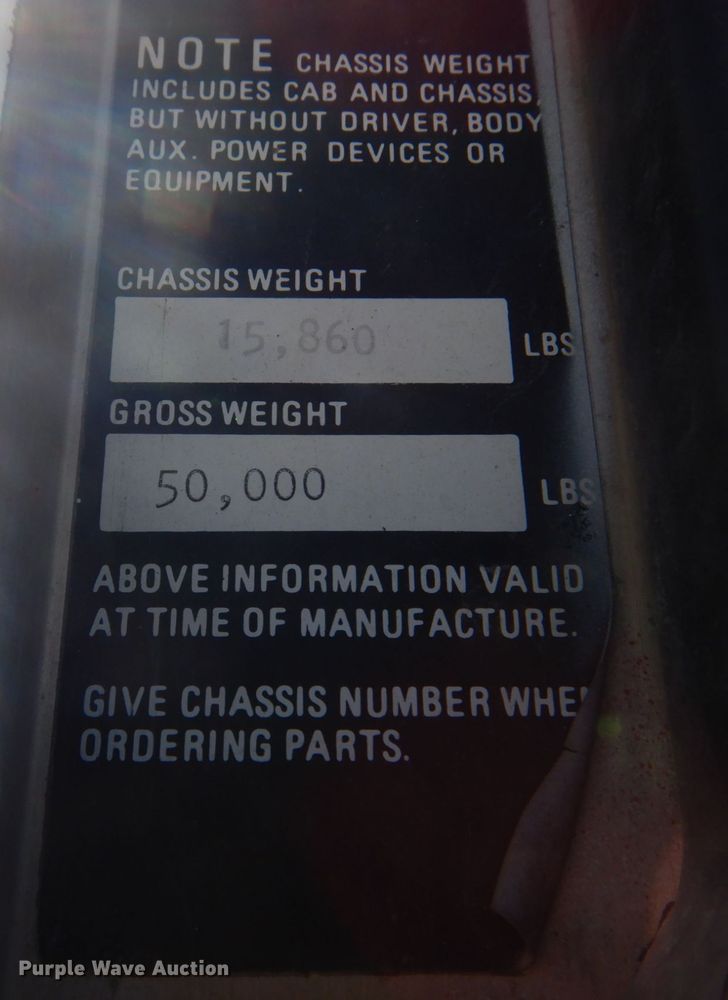 NOTE CHASSIS WEIGHT
INCLUDES CAB AND CHASSIS,
BUT WITHOUT DRIVER, BODY
AUX. POWER DEVICES OR
EQUIPMENT.
CHASSIS WEIGHT
15,860 LBS
GROSS WEIGHT
50,000 LBS
ABOVE INFORMATION VALID
AT TIME OF MANUFACTURE.
GIVE CHASSIS NUMBER WHE
ORDERING PARTS.
Purple Wave Auction